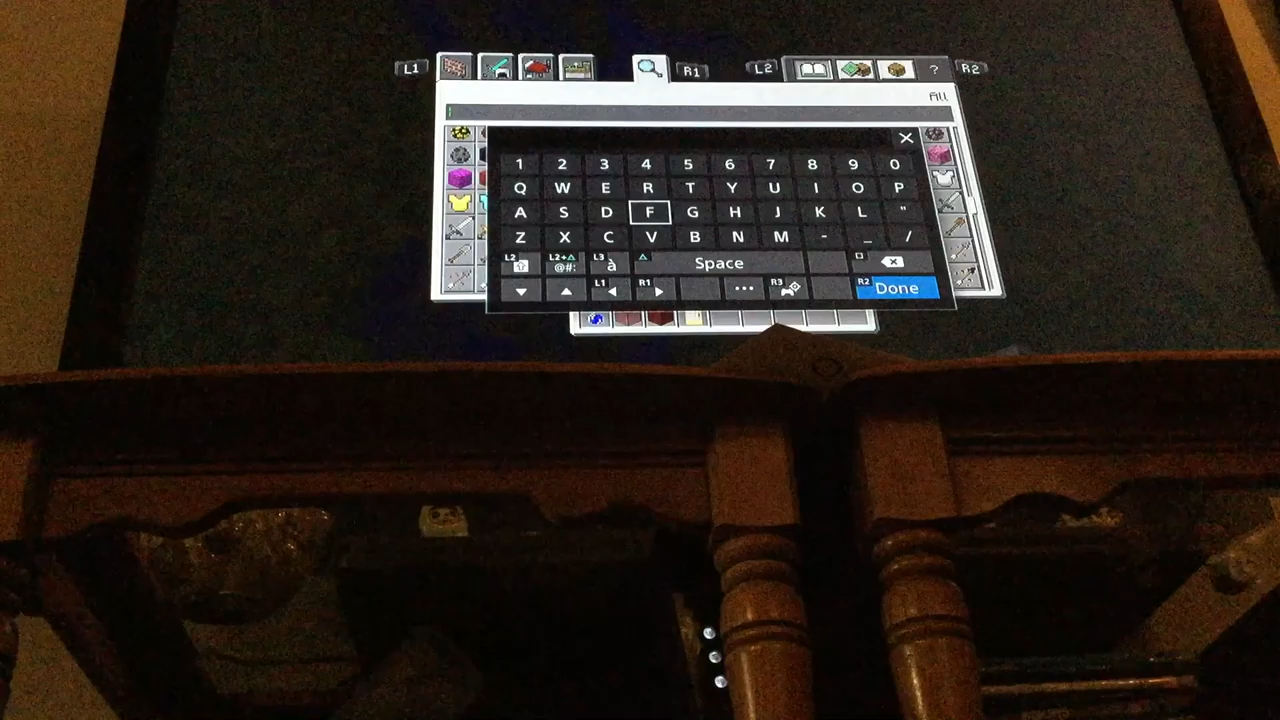 L1 R1 L2 ? R2
All
1 2 3 4 5 6 7 8 9 0
Q W E R T Y U I O P
A S D F G H J K L "
Z X C V B N M - _ /
L2 L2+△ @#: L3 à △ Space
L1 R1 ... R3 R2 Done